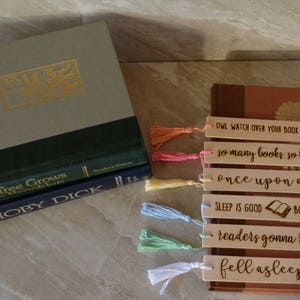 Tree Grows
MOBY DICK
OWL WATCH OVER YOUR BOOK
so many books, so
once upon
SLEEP IS GOOD
readers gonna
fell asleep